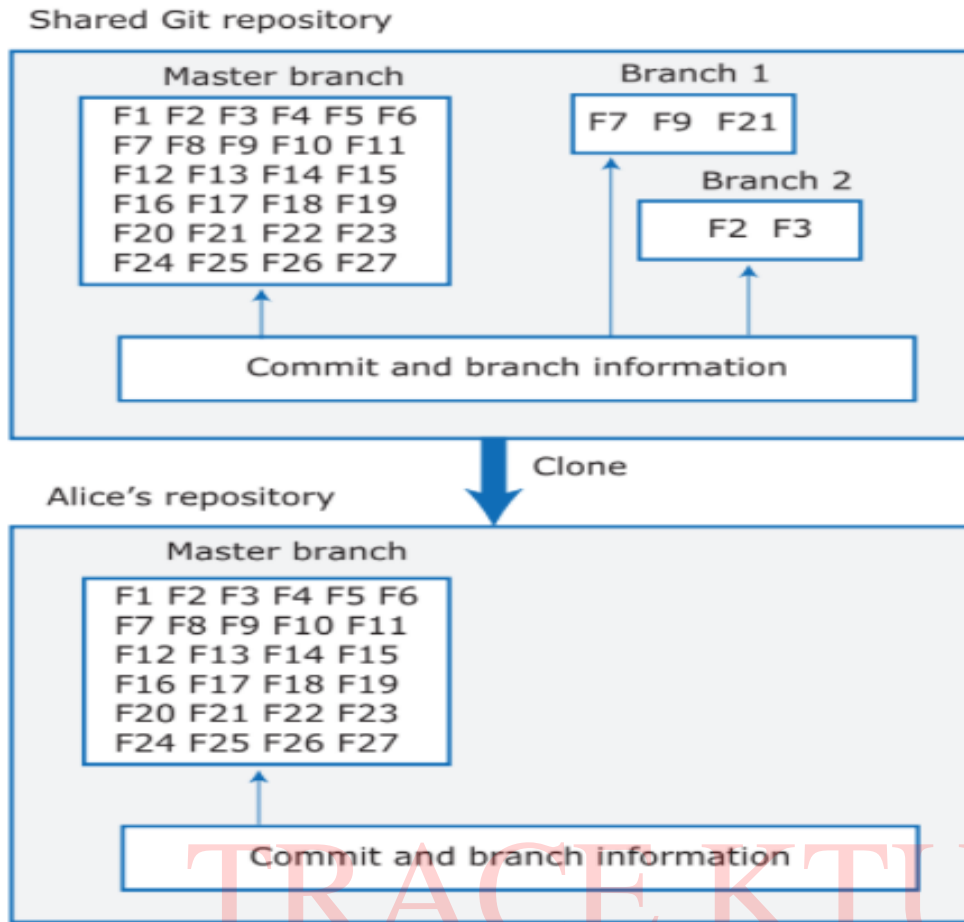 Shared Git repository
Master branch
F1 F2 F3 F4 F5 F6
F7 F8 F9 F10 F11
F12 F13 F14 F15
F16 F17 F18 F19
F20 F21 F22 F23
F24 F25 F26 F27
Branch 1
F7 F9 F21
Branch 2
F2 F3
Commit and branch information
Clone
Alice's repository
Master branch
F1 F2 F3 F4 F5 F6
F7 F8 F9 F10 F11
F12 F13 F14 F15
F16 F17 F18 F19
F20 F21 F22 F23
F24 F25 F26 F27
Commit and branch information
TRACE KTU